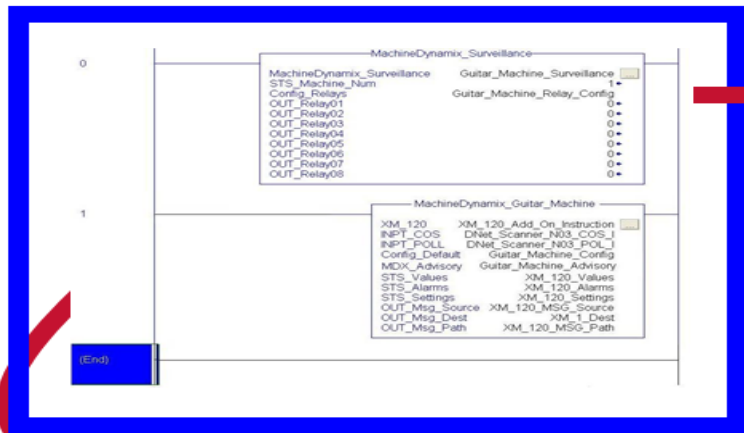 0
MachineDynamix_Surveillance
MachineDynamix_Surveillance Guitar_Machine_Surveillance ...
STS_Machine_Num 1
Config_Relays Guitar_Machine_Relay_Config
OUT_Relay01 0
OUT_Relay02 0
OUT_Relay03 0
OUT_Relay04 0
OUT_Relay05 0
OUT_Relay06 0
OUT_Relay07 0
OUT_Relay08 0
1
MachineDynamix_Guitar_Machine
XM_120 XM_120_Add_On_Instruction ...
INPT_COS DNet_Scanner_N03_COS_I
INPT_POLL DNet_Scanner_N03_POL_I
Config_Default Guitar_Machine_Config
MDX_Advisory Guitar_Machine_Advisory
STS_Values XM_120_Values
STS_Alarms XM_120_Alarms
STS_Settings XM_120_Settings
OUT_Msg_Source XM_120_MSG_Source
OUT_Msg_Dest XM_1_Dest
OUT_Msg_Path XM_120_MSG_Path
(End)